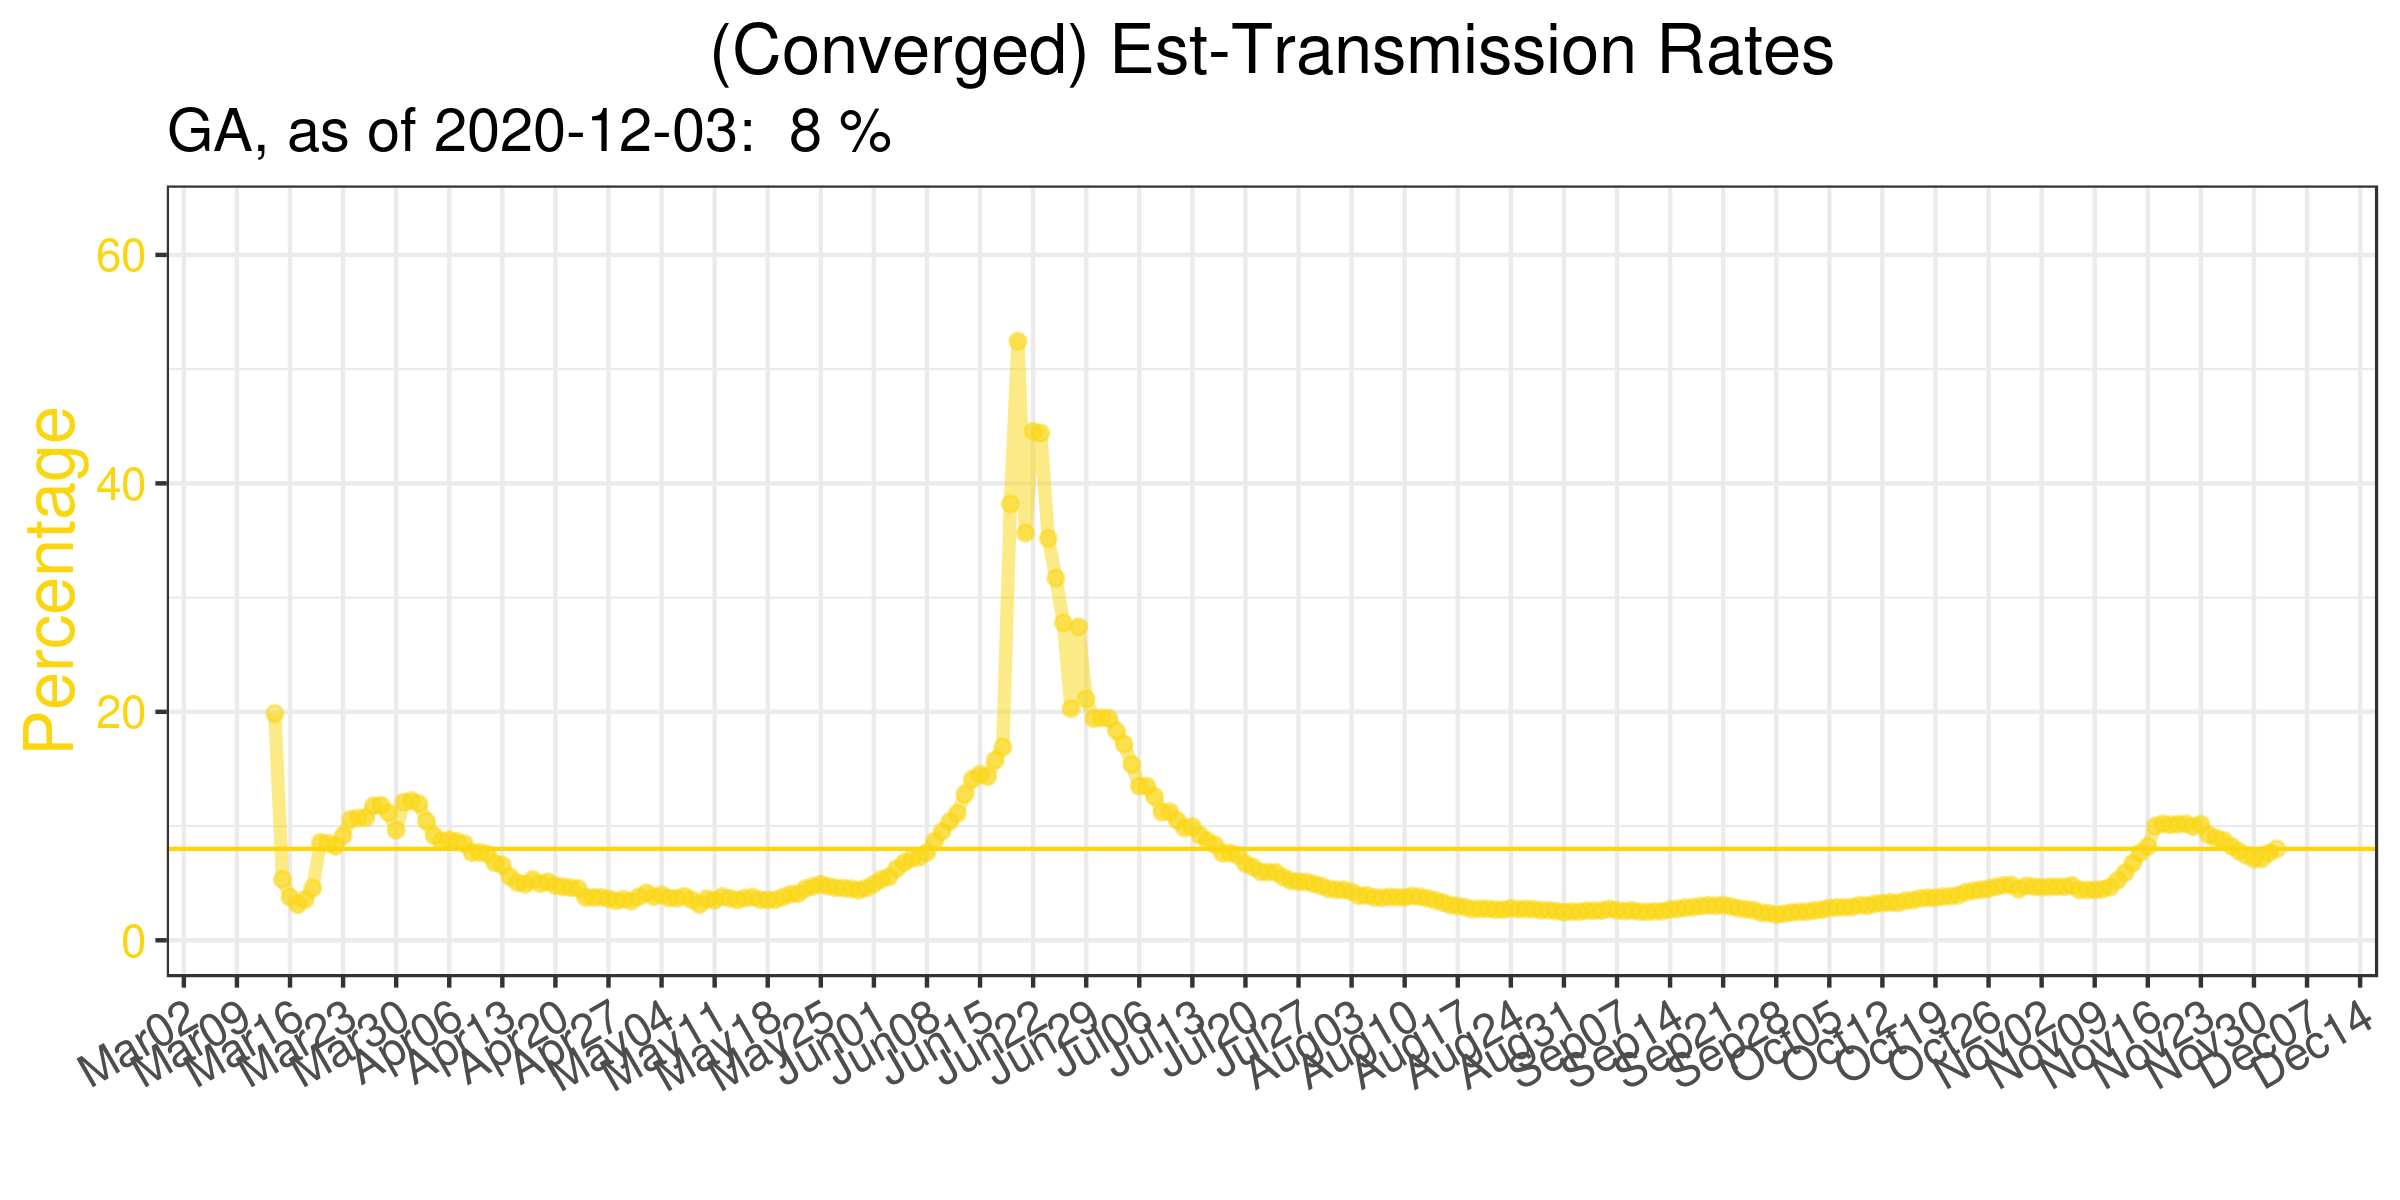 (Converged) Est-Transmission Rates
GA, as of 2020-12-03:  8 %
Percentage
60
40
20
0
Mar02
Mar09
Mar16
Mar23
Mar30
Apr06
Apr13
Apr20
Apr27
May04
May11
May18
May25
Jun01
Jun08
Jun15
Jun22
Jun29
Jul06
Jul13
Jul20
Jul27
Aug03
Aug10
Aug17
Aug24
Aug31
Sep07
Sep14
Sep21
Sep28
Oct05
Oct12
Oct19
Oct26
Nov02
Nov09
Nov16
Nov23
Nov30
Dec07
Dec14